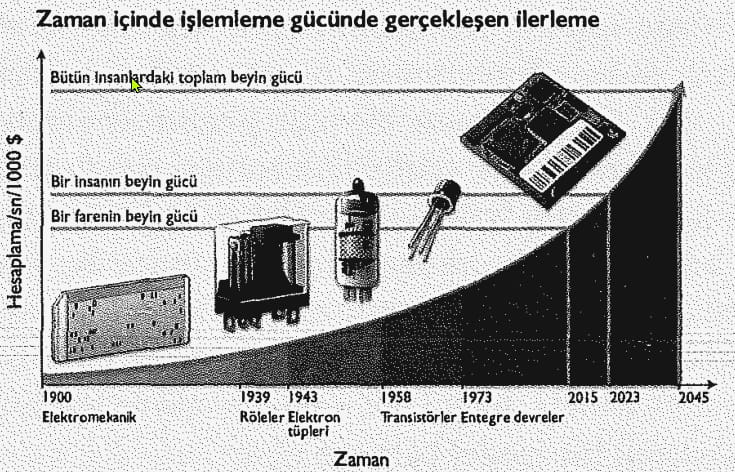 Zaman içinde işlemleme gücünde gerçekleşen ilerleme
Bütün insanlardaki toplam beyin gücü
Bir insanın beyin gücü
Bir farenin beyin gücü
Hesaplama/sn/1000 $
1900 1939 1943 1958 1973 2015 2023 2045
Elektromekanik Röleler Elektron Transistörler Entegre devreler
tüpleri
Zaman